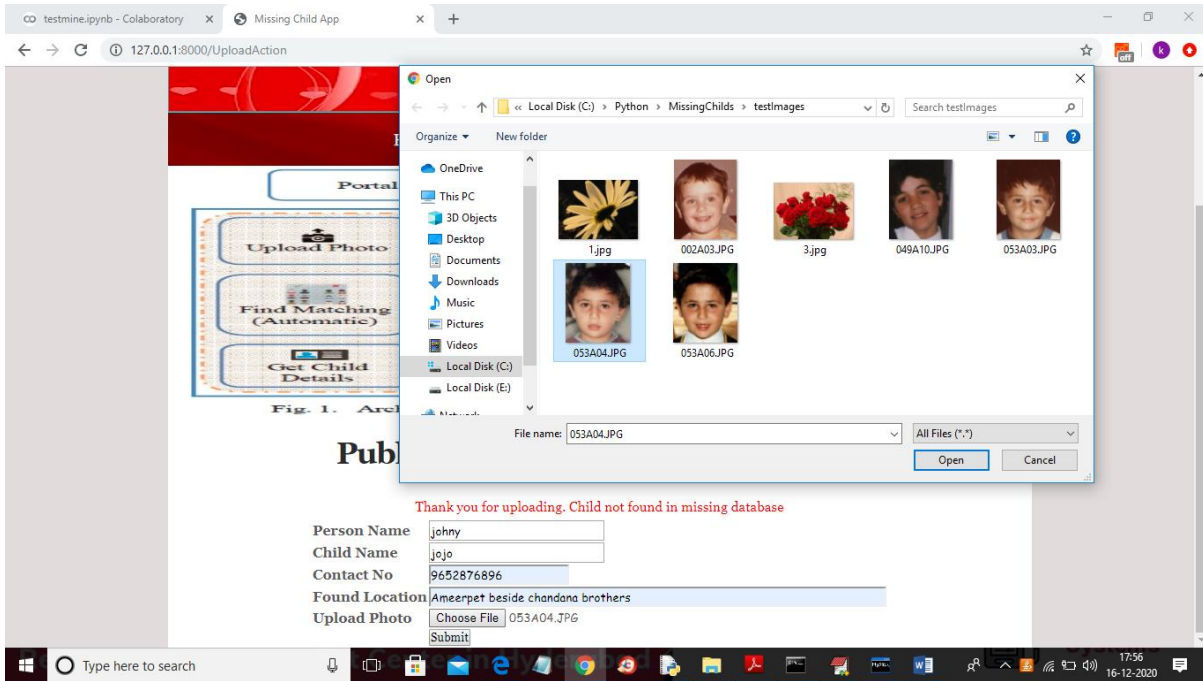 testmine.ipynb - Colaboratory
Missing Child App
127.0.0.1:8000/UploadAction
off
k
Open
« Local Disk (C:) › Python › MissingChilds › testImages
Search testImages
Organize
New folder
OneDrive
This PC
3D Objects
Desktop
Documents
Downloads
Music
Pictures
Videos
Local Disk (C:)
Local Disk (E:)
Network
1.jpg
002A03.JPG
3.jpg
049A10.JPG
053A03.JPG
053A04.JPG
053A06.JPG
File name: 053A04.JPG
All Files (*.*)
Open
Cancel
Portal
Upload Photo
Find Matching
(Automatic)
Get Child
Details
Fig. 1. Arcl
Publ
Thank you for uploading. Child not found in missing database
Person Name johny
Child Name jojo
Contact No 9652876896
Found Location Ameerpet beside chandana brothers
Upload Photo Choose File 053A04.JPG
Submit
Type here to search
17:56
16-12-2020